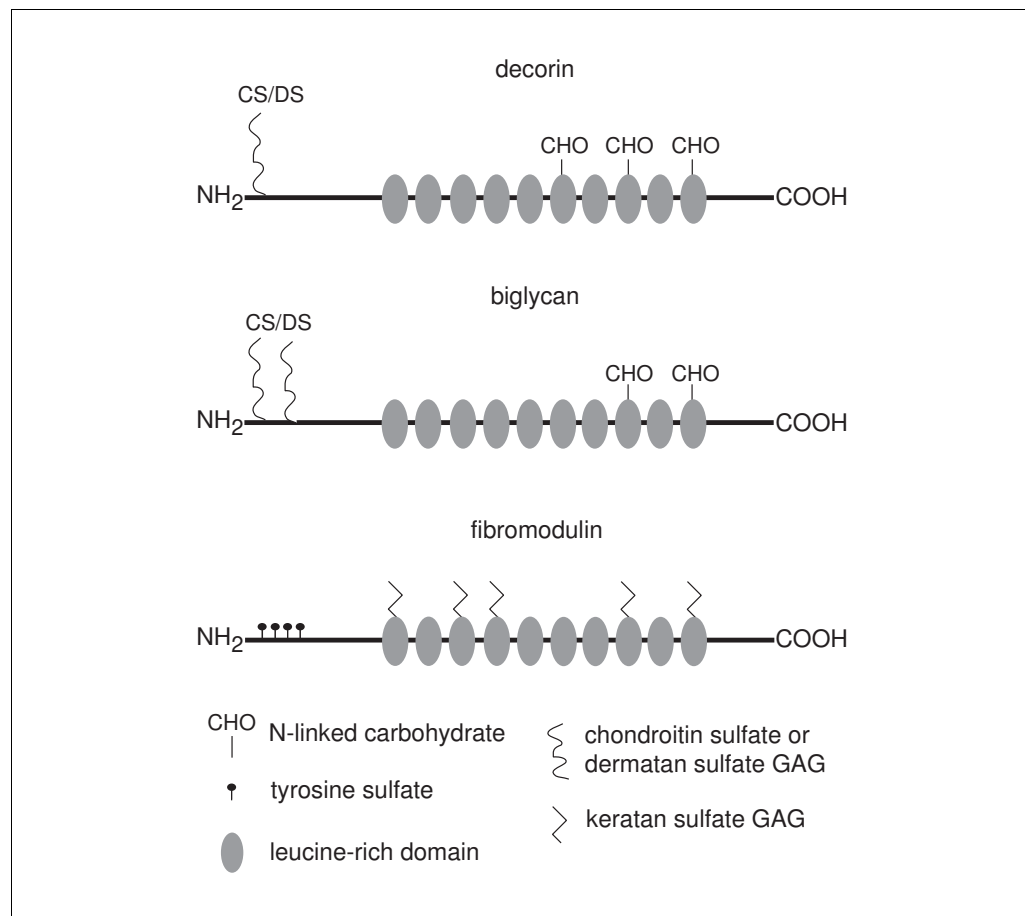 decorin
CS/DS
CHO CHO CHO
NH2 COOH
biglycan
CS/DS
CHO CHO
NH2 COOH
fibromodulin
NH2 COOH
CHO N-linked carbohydrate
tyrosine sulfate
leucine-rich domain
chondroitin sulfate or
dermatan sulfate GAG
keratan sulfate GAG